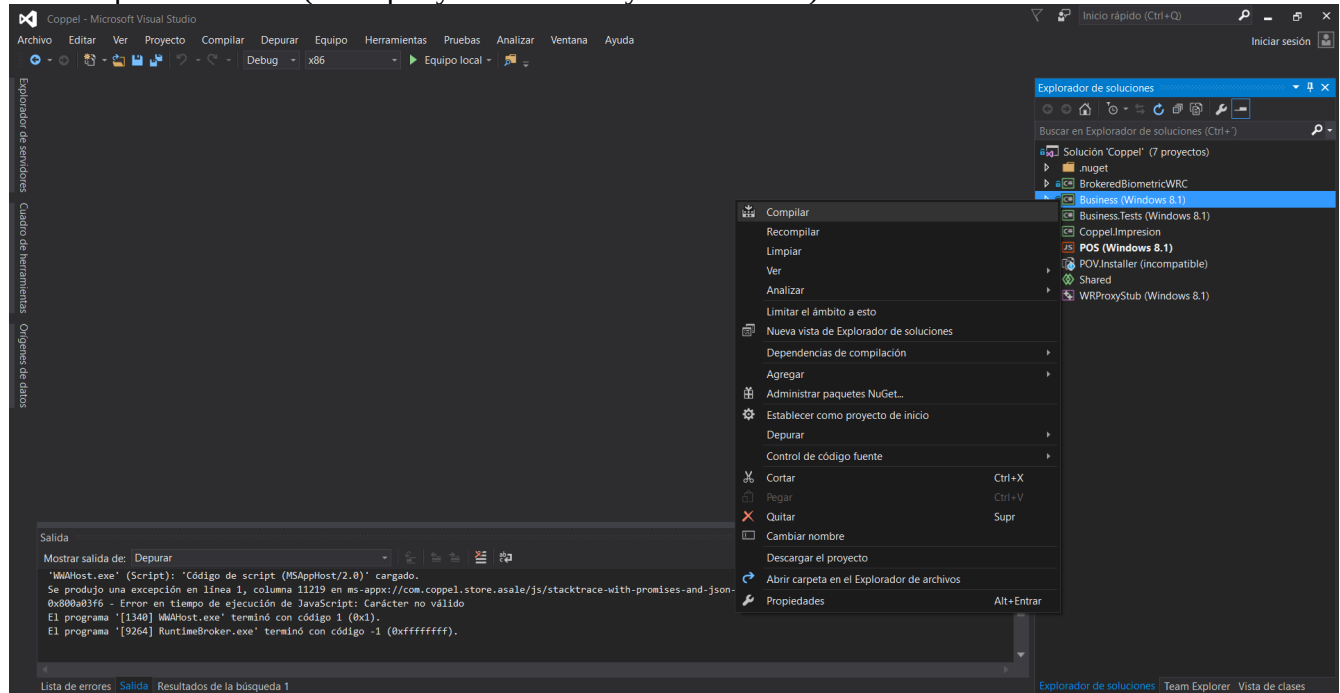 Coppel - Microsoft Visual Studio
Inicio rápido (Ctrl+Q)
Archivo Editar Ver Proyecto Compilar Depurar Equipo Herramientas Pruebas Analizar Ventana Ayuda
Iniciar sesión
Debug x86 Equipo local
Explorador de servidores
Cuadro de herramientas
Orígenes de datos
Explorador de soluciones
Buscar en Explorador de soluciones (Ctrl+´)
Solución 'Coppel' (7 proyectos)
.nuget
BrokeredBiometricWRC
Business (Windows 8.1)
Business.Tests (Windows 8.1)
Coppel.Impresion
POS (Windows 8.1)
POV.Installer (incompatible)
Shared
WRProxyStub (Windows 8.1)
Compilar
Recompilar
Limpiar
Ver
Analizar
Limitar el ámbito a esto
Nueva vista de Explorador de soluciones
Dependencias de compilación
Agregar
Administrar paquetes NuGet...
Establecer como proyecto de inicio
Depurar
Control de código fuente
Cortar Ctrl+X
Pegar Ctrl+V
Quitar Supr
Cambiar nombre
Descargar el proyecto
Abrir carpeta en el Explorador de archivos
Propiedades Alt+Entrar
Salida
Mostrar salida de: Depurar
'WWAHost.exe' (Script): 'Código de script (MSAppHost/2.0)' cargado.
Se produjo una excepción en línea 1, columna 11219 en ms-appx://com.coppel.store.asale/js/stacktrace-with-promises-and-json-
0x800a03f6 - Error en tiempo de ejecución de JavaScript: Carácter no válido
El programa '[1340] WWAHost.exe' terminó con código 1 (0x1).
El programa '[9264] RuntimeBroker.exe' terminó con código -1 (0xffffffff).
Lista de errores Salida Resultados de la búsqueda 1
Explorador de soluciones Team Explorer Vista de clases